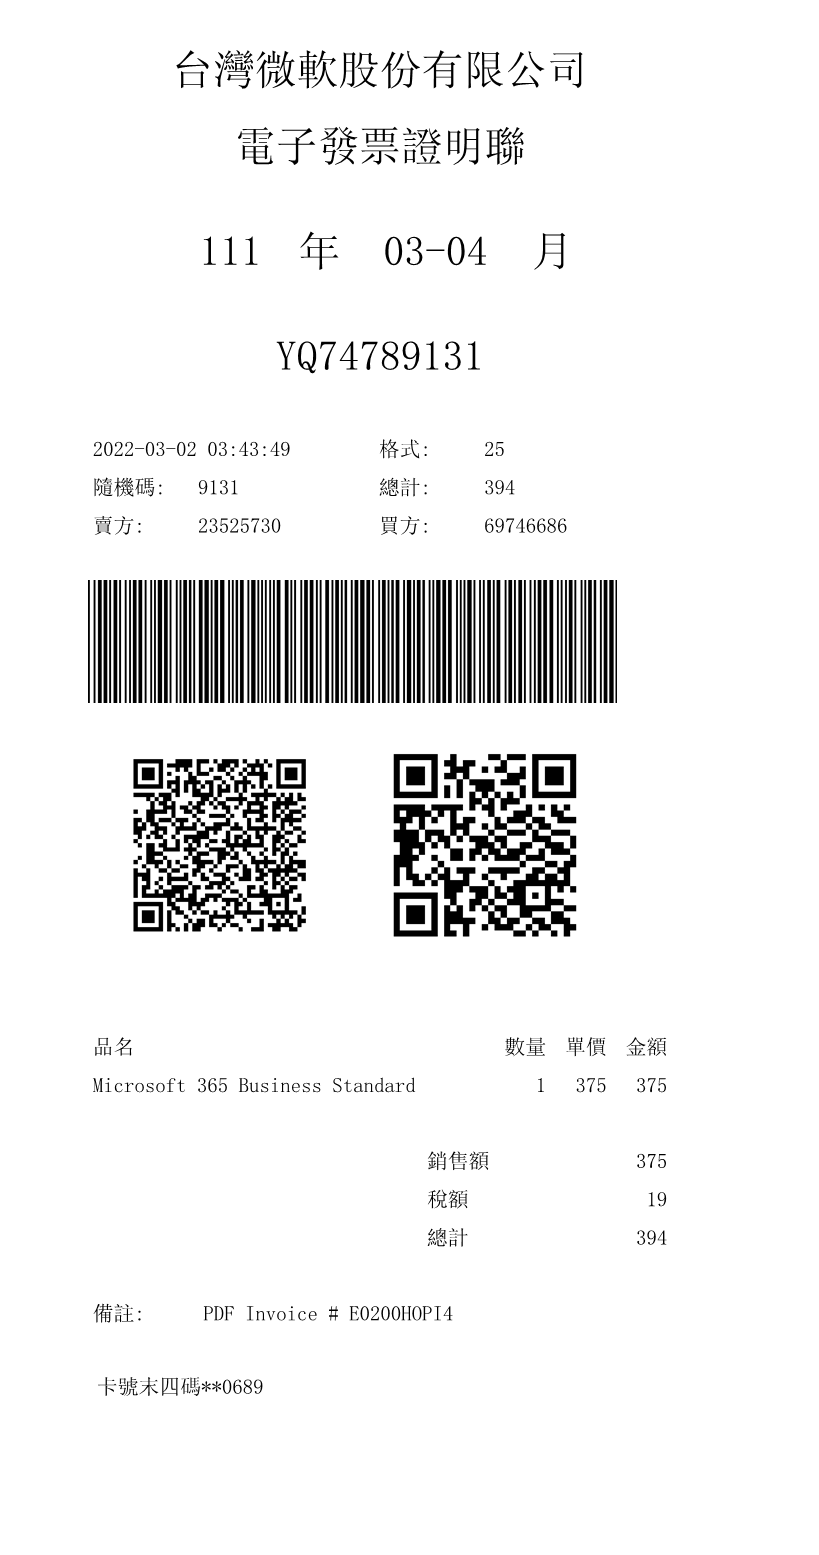 台灣微軟股份有限公司
電子發票證明聯
111 年 03-04 月
YQ74789131
2022-03-02 03:43:49 格式: 25
隨機碼: 9131 總計: 394
賣方: 23525730 買方: 69746686
品名 數量 單價 金額
Microsoft 365 Business Standard 1 375 375
銷售額 375
稅額 19
總計 394
備註: PDF Invoice # E0200HOPI4
卡號末四碼**0689